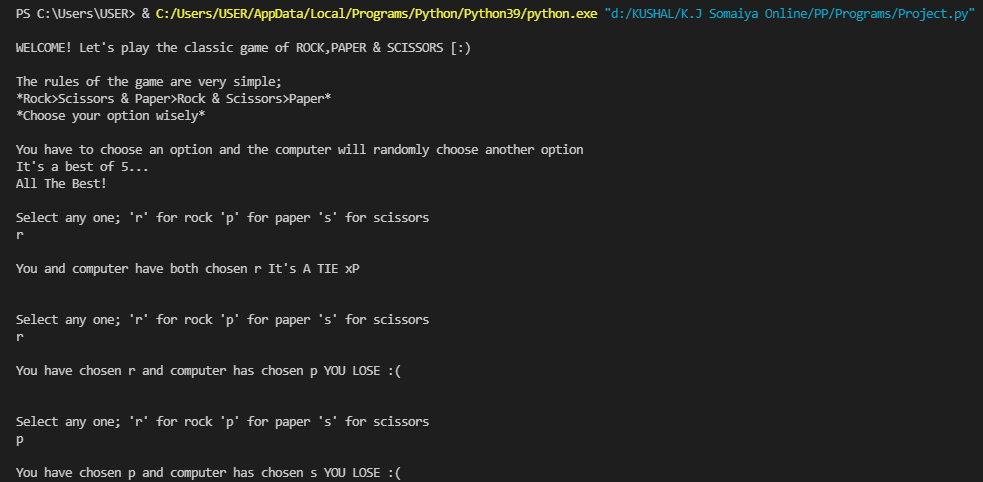 PS C:\Users\USER> & C:/Users/USER/AppData/Local/Programs/Python/Python39/python.exe "d:/KUSHAL/K.J Somaiya Online/PP/Programs/Project.py"
WELCOME! Let's play the classic game of ROCK,PAPER & SCISSORS [:)
The rules of the game are very simple;
*Rock>Scissors & Paper>Rock & Scissors>Paper*
*Choose your option wisely*
You have to choose an option and the computer will randomly choose another option
It's a best of 5...
All The Best!
Select any one; 'r' for rock 'p' for paper 's' for scissors
r
You and computer have both chosen r It's A TIE xP
Select any one; 'r' for rock 'p' for paper 's' for scissors
r
You have chosen r and computer has chosen p YOU LOSE :(
Select any one; 'r' for rock 'p' for paper 's' for scissors
p
You have chosen p and computer has chosen s YOU LOSE :(